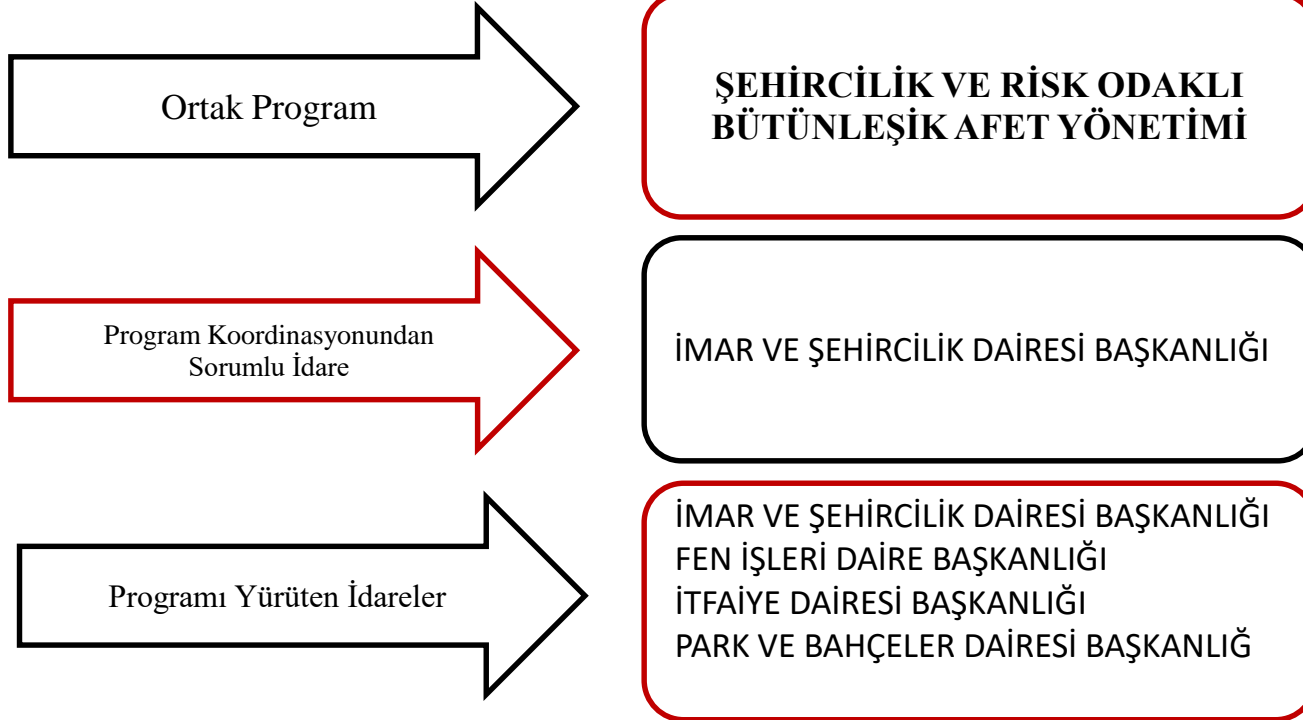 Ortak Program
ŞEHİRCİLİK VE RİSK ODAKLI
BÜTÜNLEŞİK AFET YÖNETİMİ
Program Koordinasyonundan
Sorumlu İdare
İMAR VE ŞEHİRCİLİK DAİRESİ BAŞKANLIĞI
Programı Yürüten İdareler
İMAR VE ŞEHİRCİLİK DAİRESİ BAŞKANLIĞI
FEN İŞLERİ DAİRE BAŞKANLIĞI
İTFAİYE DAİRESİ BAŞKANLIĞI
PARK VE BAHÇELER DAİRESİ BAŞKANLIĞ